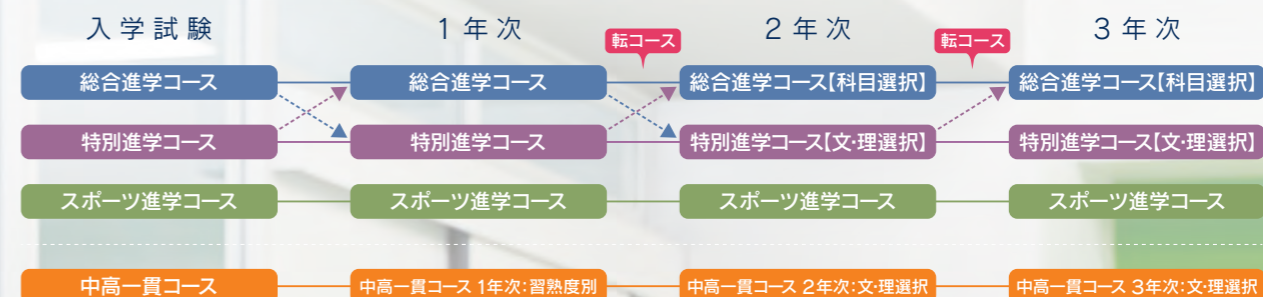 入学試験 1年次 転コース 2年次 転コース 3年次
総合進学コース 総合進学コース 総合進学コース【科目選択】 総合進学コース【科目選択】
特別進学コース 特別進学コース 特別進学コース【文・理選択】 特別進学コース【文・理選択】
スポーツ進学コース スポーツ進学コース スポーツ進学コース スポーツ進学コース
中高一貫コース 中高一貫コース 1年次：習熟度別 中高一貫コース 2年次：文・理選択 中高一貫コース 3年次：文・理選択